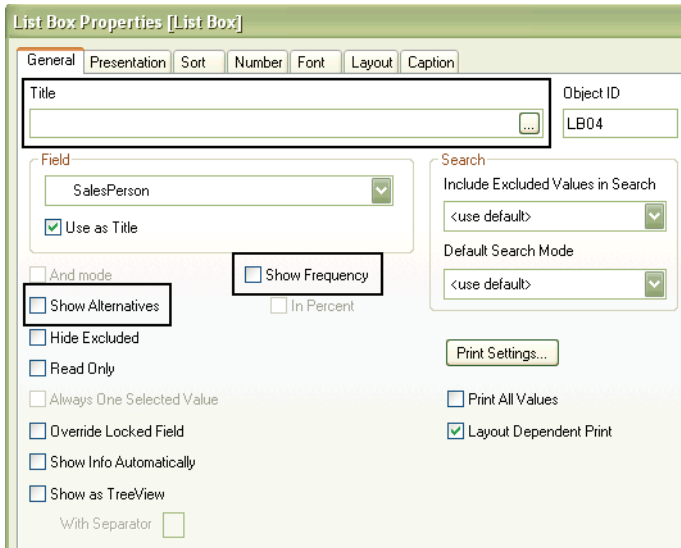 List Box Properties [List Box]
General Presentation Sort Number Font Layout Caption
Title
Object ID
...
LB04
Field
SalesPerson
Use as Title
Search
Include Excluded Values in Search
<use default>
Default Search Mode
<use default>
And mode
Show Frequency
Show Alternatives
In Percent
Hide Excluded
Read Only
Always One Selected Value
Override Locked Field
Show Info Automatically
Show as TreeView
With Separator
Print Settings...
Print All Values
Layout Dependent Print